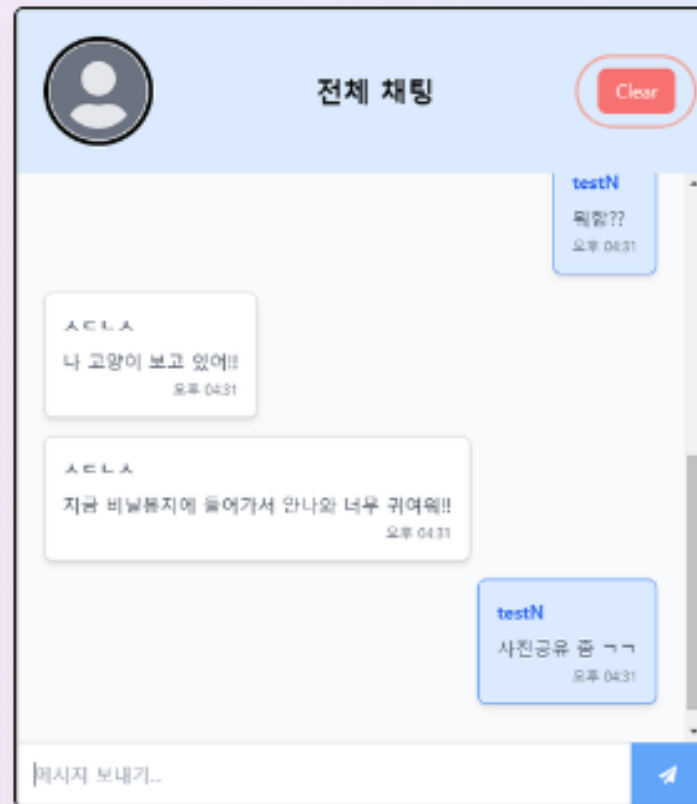 전체 채팅
Clear
testN
뭐함??
오후 04:31
ㅅㄷㄴㅅ
나 고양이 보고 있어!!
오후 04:31
ㅅㄷㄴㅅ
지금 비닐봉지에 들어가서 안나와 너무 귀여워!!
오후 04:31
testN
사진공유 좀 ㄱㄱ
오후 04:31
메시지 보내기...